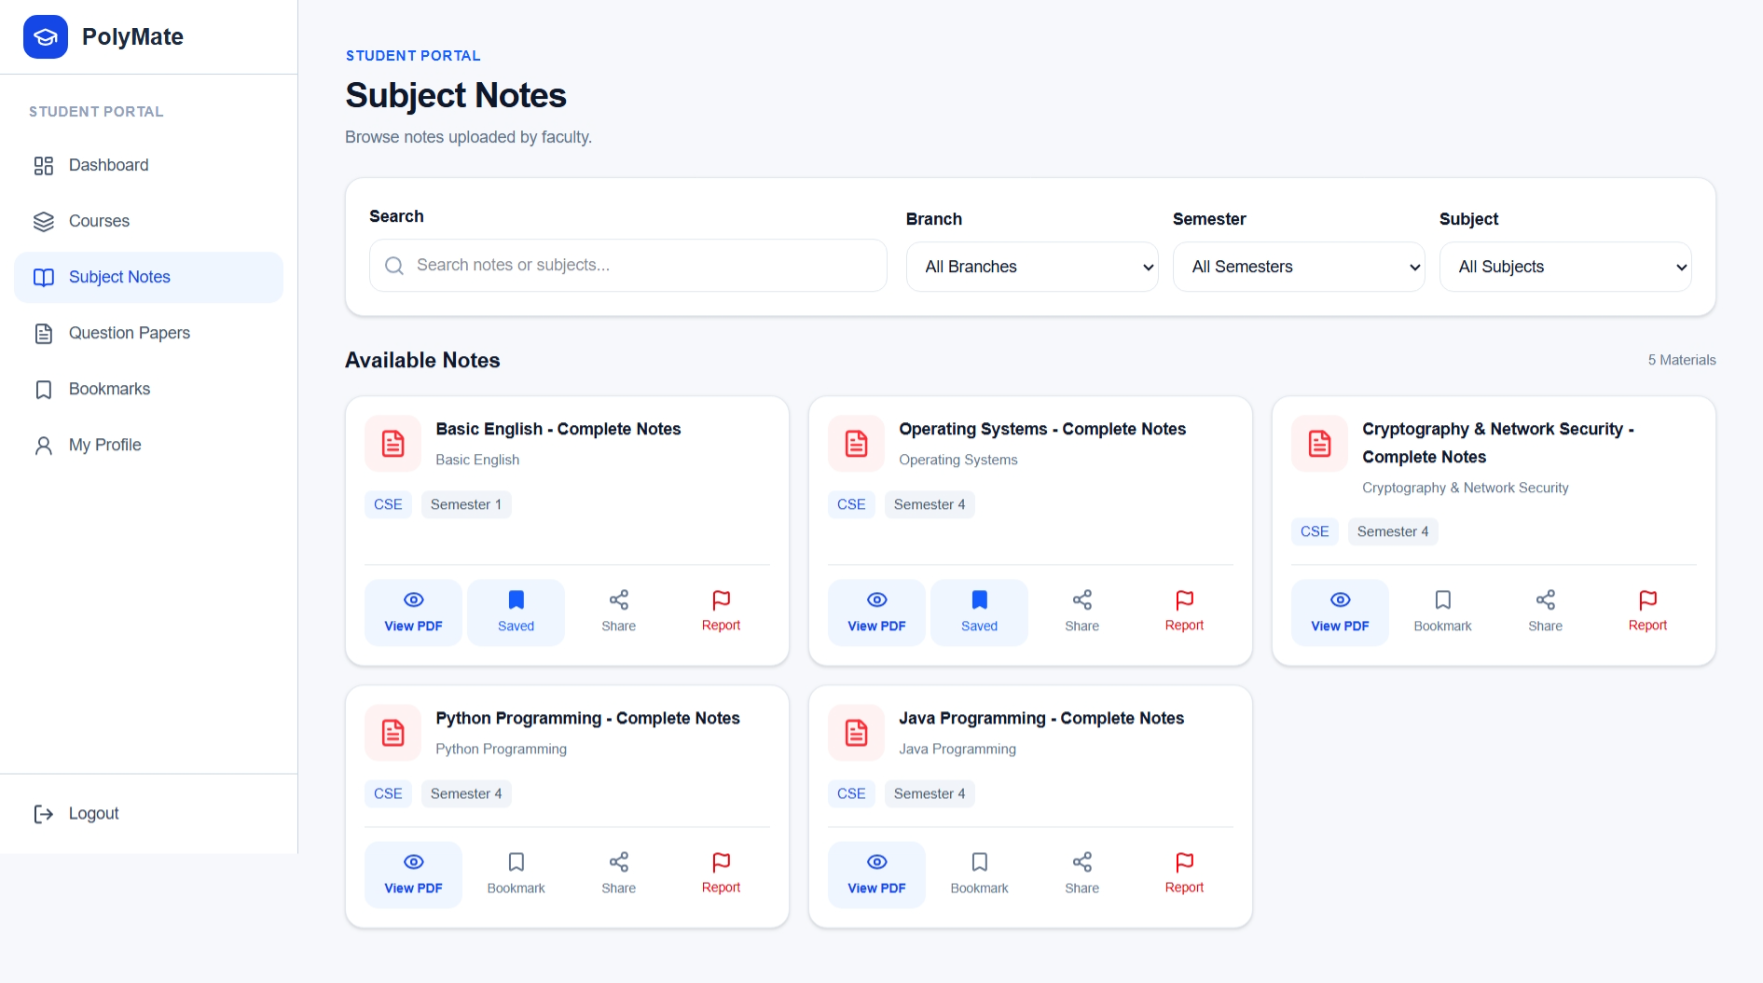 PolyMate
STUDENT PORTAL
Dashboard
Courses
Subject Notes
Question Papers
Bookmarks
My Profile
Logout
STUDENT PORTAL
Subject Notes
Browse notes uploaded by faculty.
Search
Search notes or subjects...
Branch
All Branches
Semester
All Semesters
Subject
All Subjects
Available Notes
5 Materials
Basic English - Complete Notes
Basic English
CSE Semester 1
View PDF Saved Share Report
Operating Systems - Complete Notes
Operating Systems
CSE Semester 4
View PDF Saved Share Report
Cryptography & Network Security -
Complete Notes
Cryptography & Network Security
CSE Semester 4
View PDF Bookmark Share Report
Python Programming - Complete Notes
Python Programming
CSE Semester 4
View PDF Bookmark Share Report
Java Programming - Complete Notes
Java Programming
CSE Semester 4
View PDF Bookmark Share Report